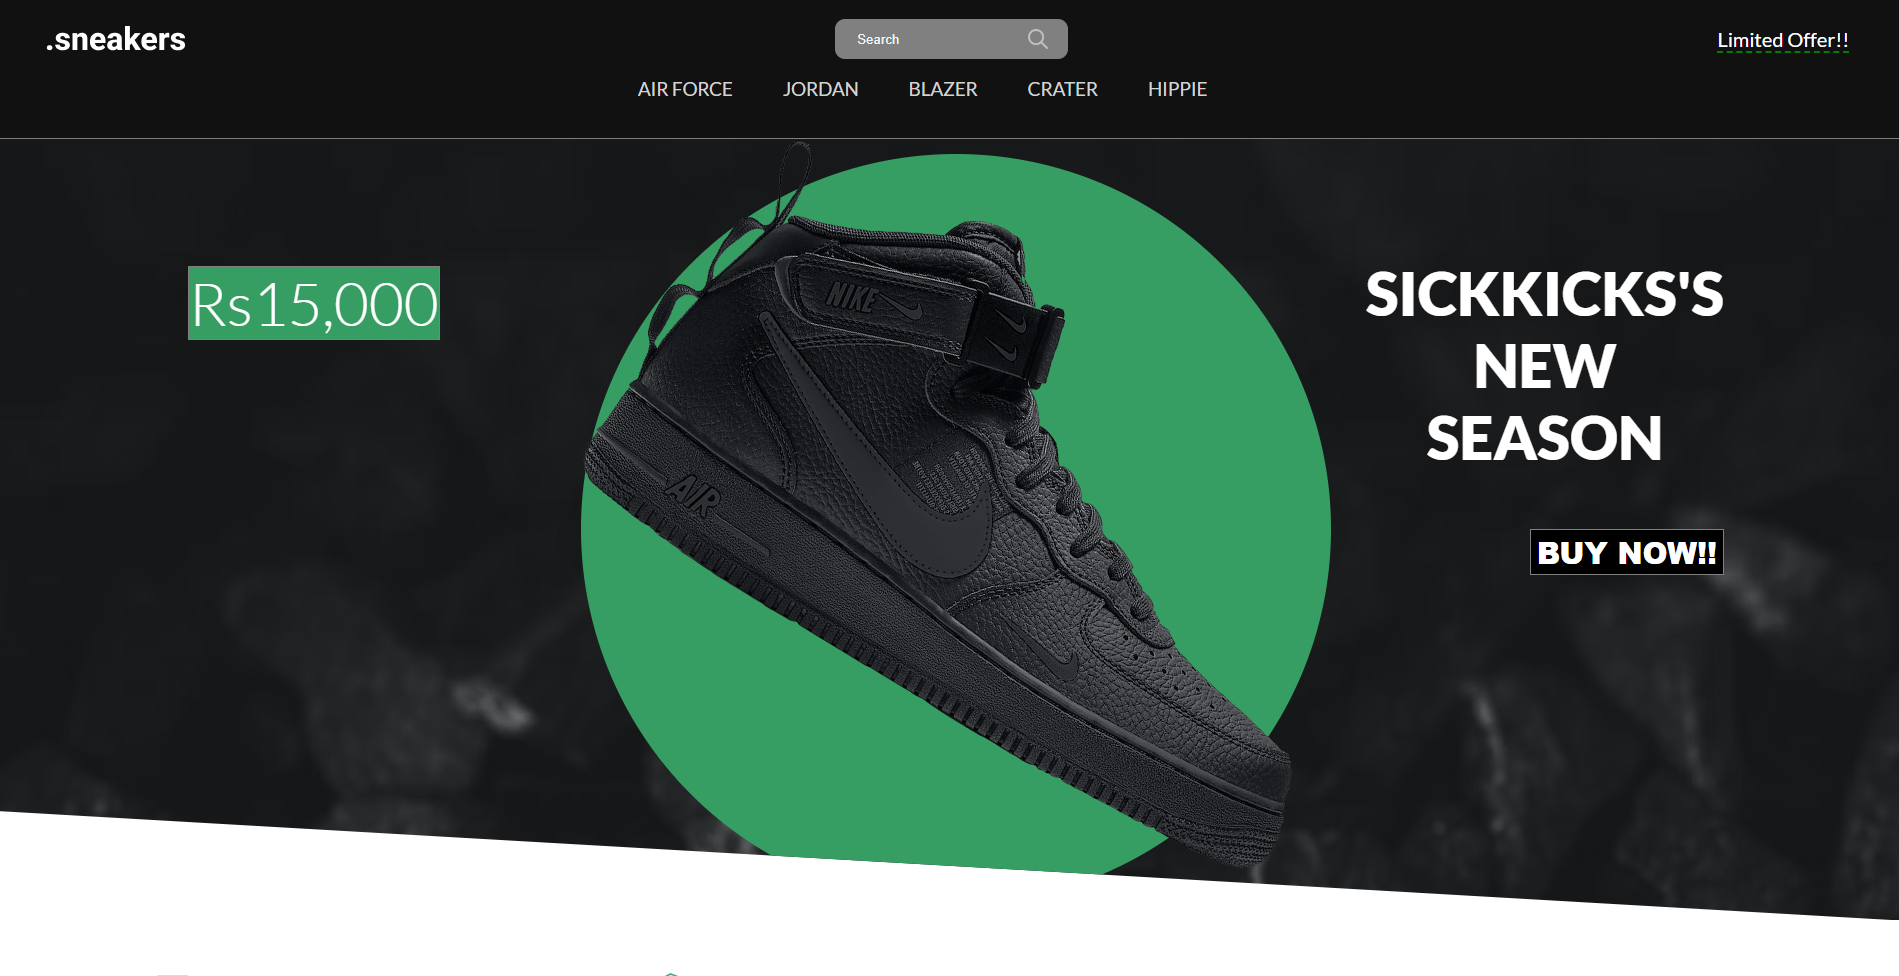 .sneakers
Search
Limited Offer!!
AIR FORCE
JORDAN
BLAZER
CRATER
HIPPIE
Rs15,000
NIKE
AIR
SICKKICKS'S
NEW
SEASON
BUY NOW!!